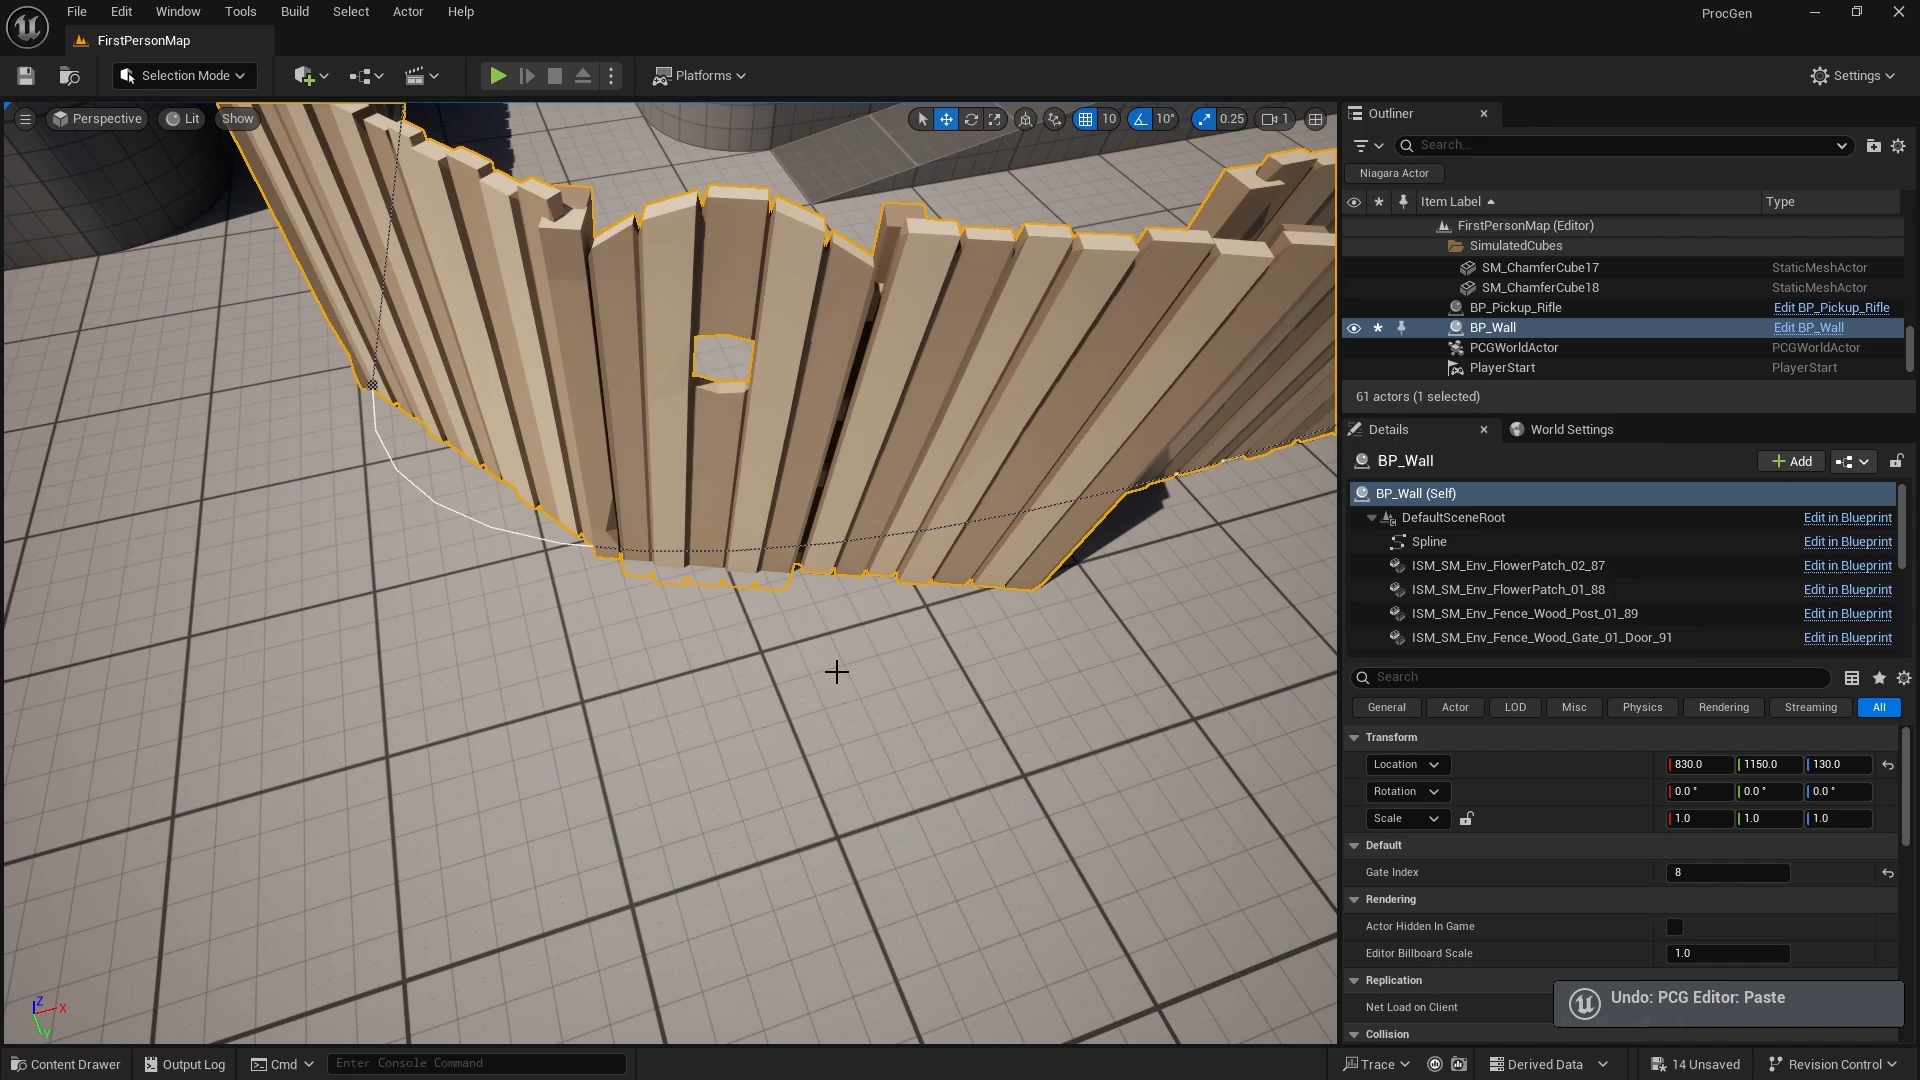 File Edit Window Tools Build Select Actor Help
ProcGen
FirstPersonMap
Selection Mode
Platforms
Settings
Perspective Lit Show
10 10° 0.25 1
Outliner
Search...
Niagara Actor
Item Label Type
FirstPersonMap (Editor)
SimulatedCubes
SM_ChamferCube17 StaticMeshActor
SM_ChamferCube18 StaticMeshActor
BP_Pickup_Rifle Edit BP_Pickup_Rifle
BP_Wall Edit BP_Wall
PCGWorldActor PCGWorldActor
PlayerStart PlayerStart
61 actors (1 selected)
Details World Settings
BP_Wall
Add
BP_Wall (Self)
DefaultSceneRoot Edit in Blueprint
Spline Edit in Blueprint
ISM_SM_Env_FlowerPatch_02_87 Edit in Blueprint
ISM_SM_Env_FlowerPatch_01_88 Edit in Blueprint
ISM_SM_Env_Fence_Wood_Post_01_89 Edit in Blueprint
ISM_SM_Env_Fence_Wood_Gate_01_Door_91 Edit in Blueprint
Search
General Actor LOD Misc Physics Rendering Streaming All
Transform
Location 830.0 1150.0 130.0
Rotation 0.0 ° 0.0 ° 0.0 °
Scale 1.0 1.0 1.0
Default
Gate Index 8
Rendering
Actor Hidden In Game
Editor Billboard Scale 1.0
Replication
Net Load on Client
Undo: PCG Editor: Paste
Collision
Z X
Y
Content Drawer Output Log Cmd Enter Console Command Trace Derived Data 14 Unsaved Revision Control